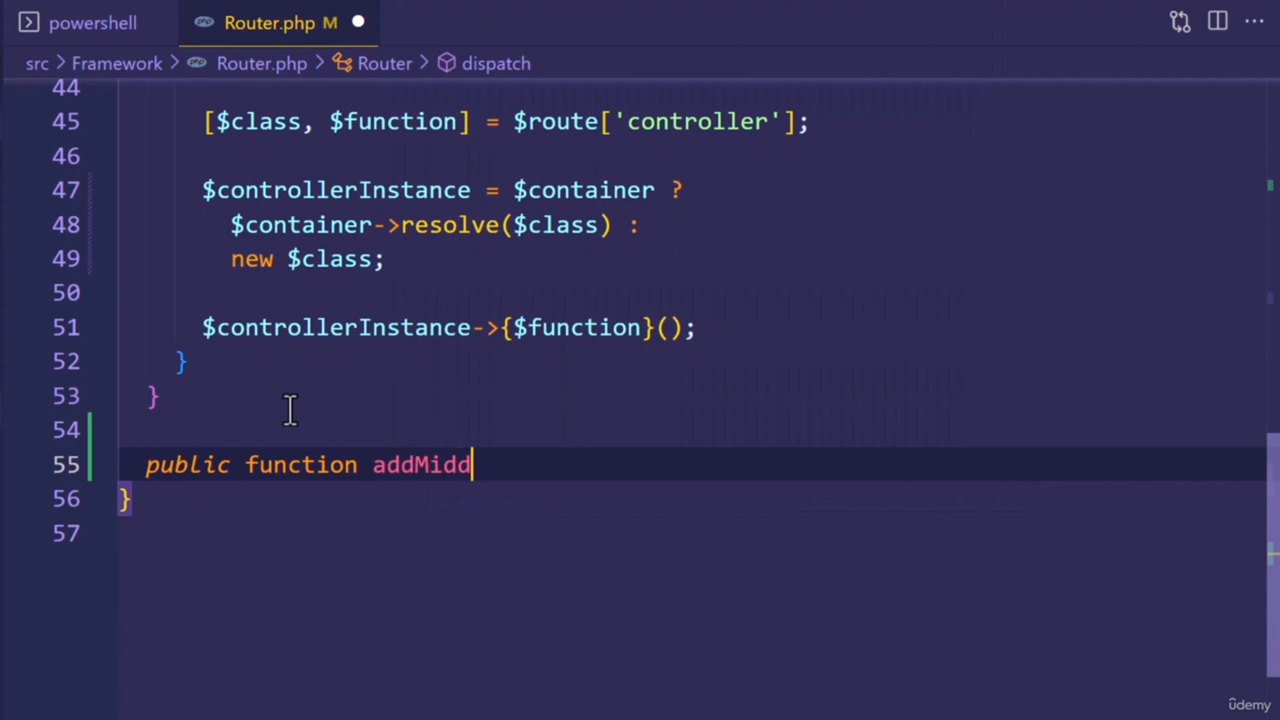 powershell Router.php M
src > Framework > Router.php > Router > dispatch
44
45 [$class, $function] = $route['controller'];
46
47 $controllerInstance = $container ?
48 $container->resolve($class) :
49 new $class;
50
51 $controllerInstance->{$function}();
52 }
53 }
54
55 public function addMidd
56 }
57
php
php
ûdemy